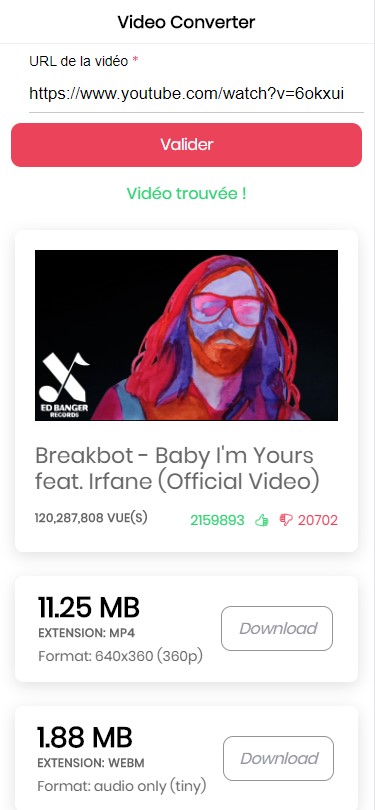 Video Converter
URL de la vidéo *
https://www.youtube.com/watch?v=6okxui
Valider
Vidéo trouvée !
ED BANGER
RECORDS
Breakbot - Baby I'm Yours
feat. Irfane (Official Video)
120,287,808 VUE(S) 2159893 20702
11.25 MB
EXTENSION: MP4
Format: 640x360 (360p)
Download
1.88 MB
EXTENSION: WEBM
Format: audio only (tiny)
Download